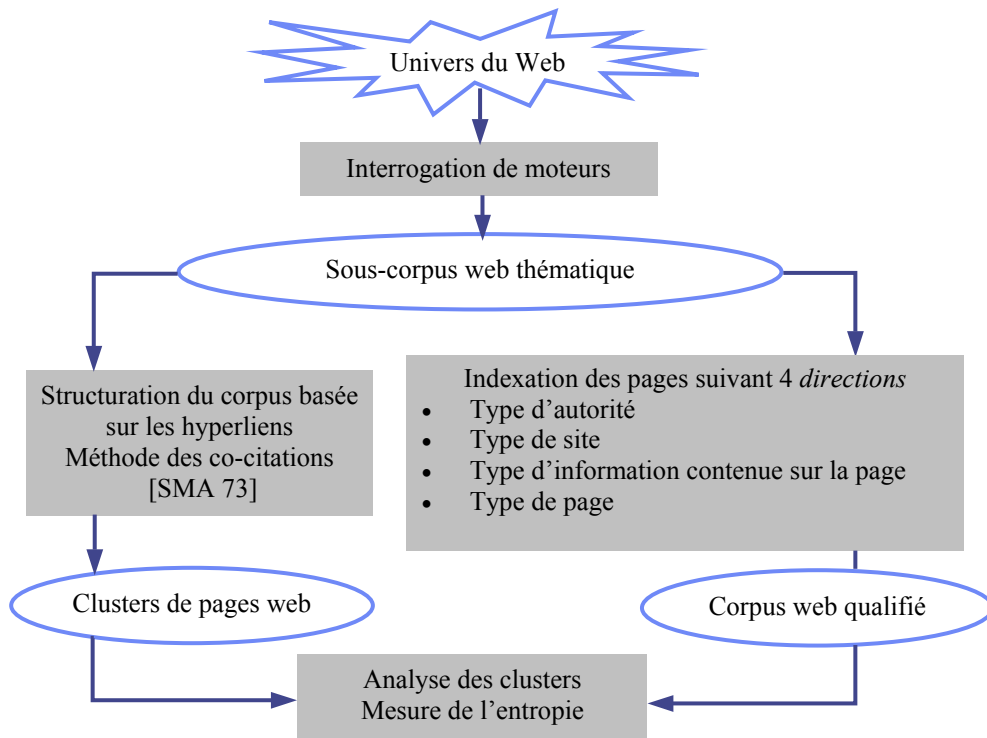 Univers du Web
Interrogation de moteurs
Sous-corpus web thématique
Structuration du corpus basée
sur les hyperliens
Méthode des co-citations
[SMA 73]
Indexation des pages suivant 4 directions
• Type d’autorité
• Type de site
• Type d’information contenue sur la page
• Type de page
Clusters de pages web
Corpus web qualifié
Analyse des clusters
Mesure de l’entropie